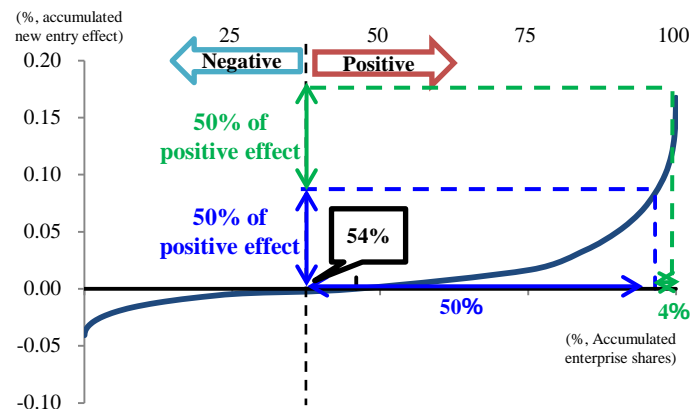 (%, accumulated
new entry effect)
25
50
75
100
Negative
Positive
0.20
0.15
0.10
0.05
0.00
-0.05
-0.10
50% of
positive effect
50% of
positive effect
54%
50%
4%
(%, Accumulated
enterprise shares)